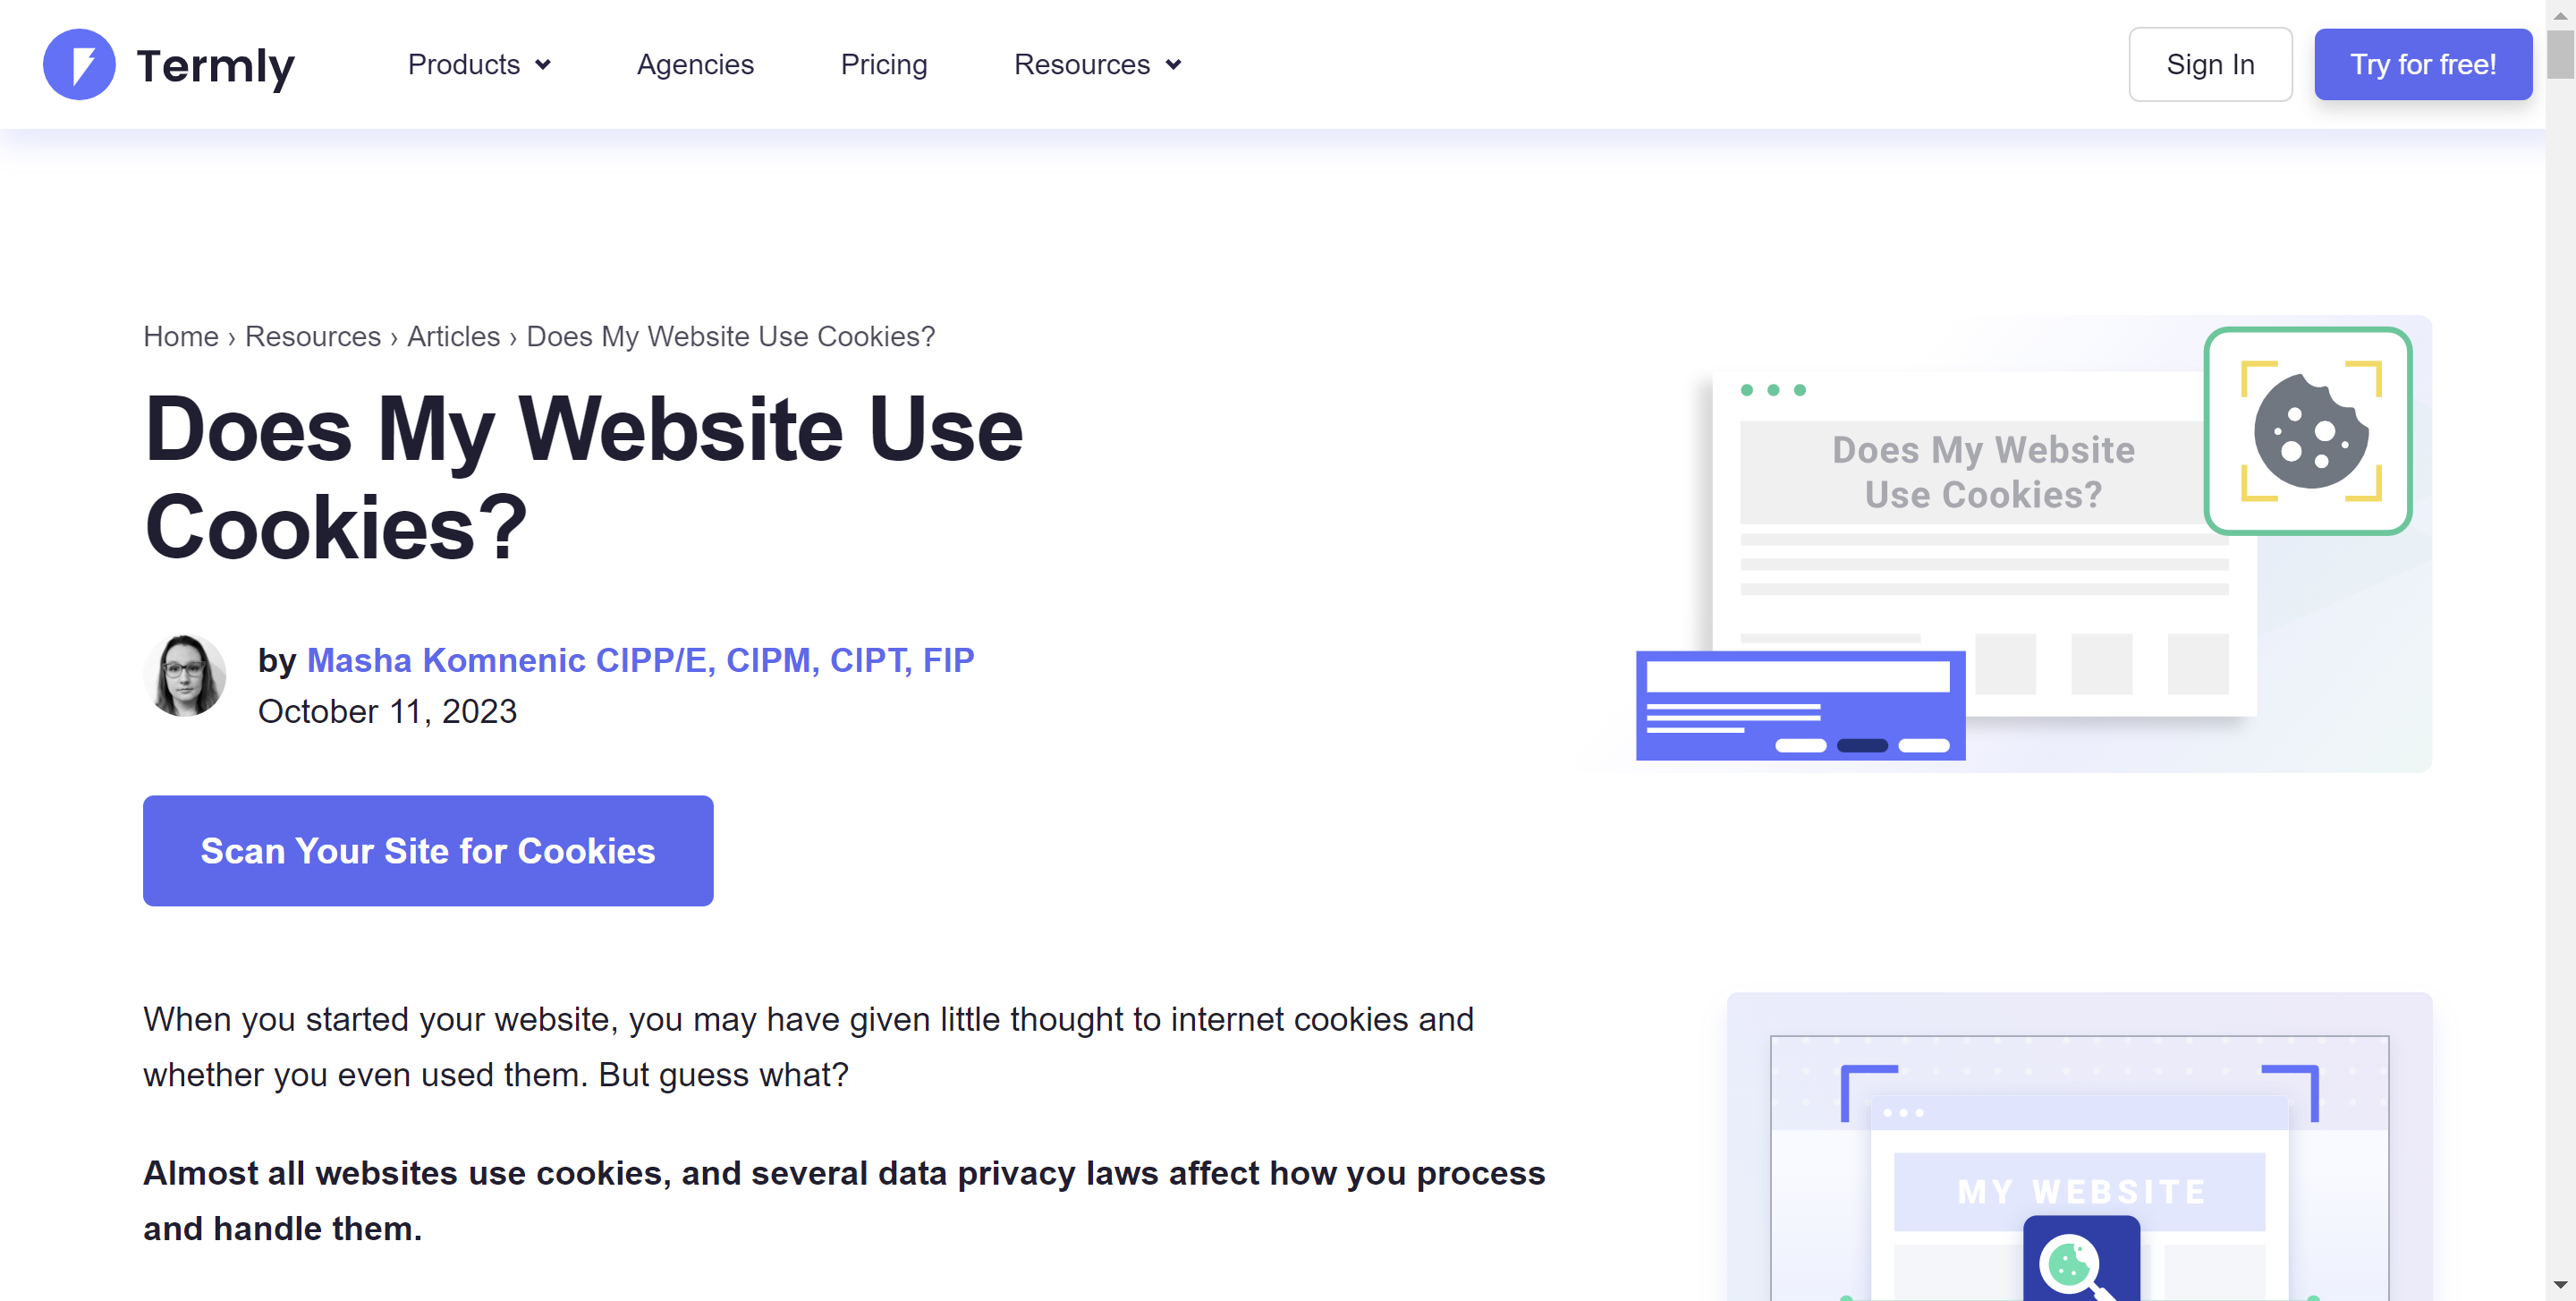 Termly
Products
Agencies
Pricing
Resources
Sign In
Try for free!
Home › Resources › Articles › Does My Website Use Cookies?
Does My Website Use
Cookies?
by Masha Komnenic CIPP/E, CIPM, CIPT, FIP
October 11, 2023
Scan Your Site for Cookies
Does My Website
Use Cookies?
When you started your website, you may have given little thought to internet cookies and
whether you even used them. But guess what?
Almost all websites use cookies, and several data privacy laws affect how you process
and handle them.
MY WEBSITE